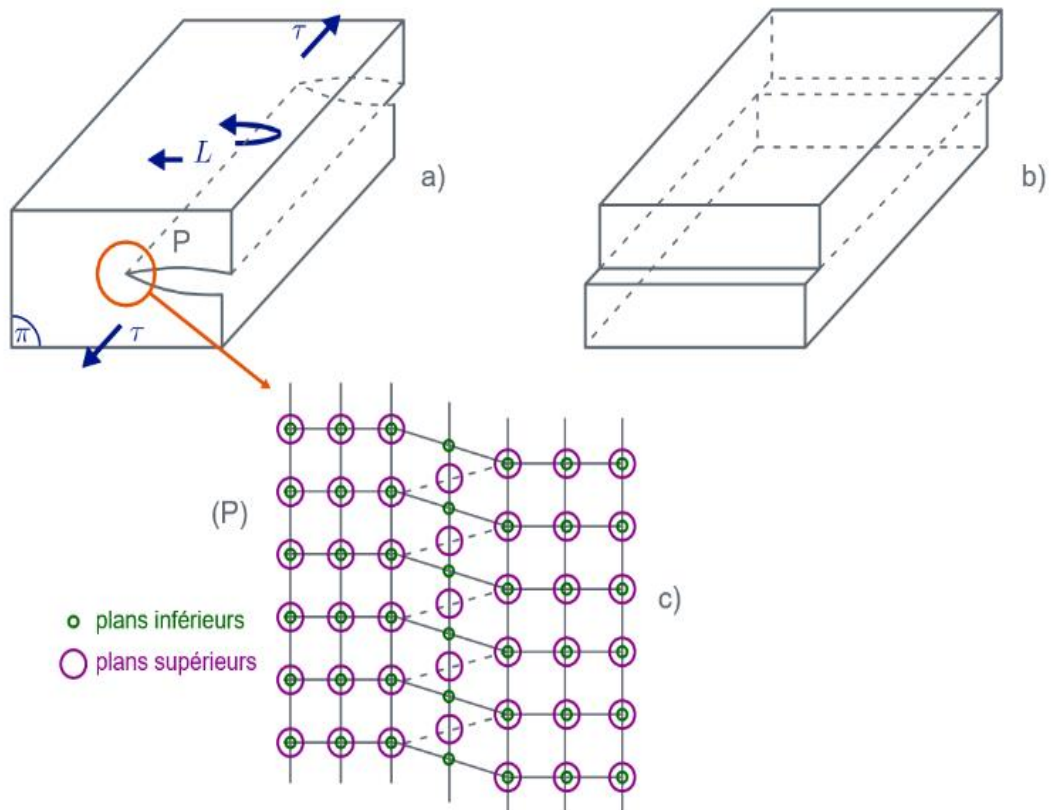 τ
L
a)
P
π
τ
b)
(P)
c)
plans inférieurs
plans supérieurs